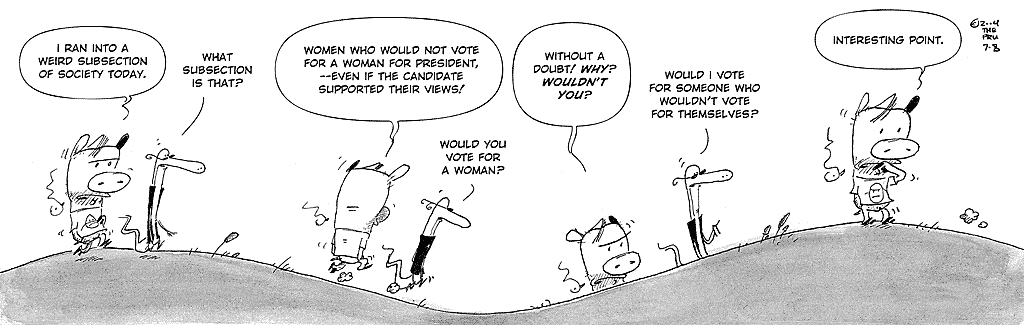 I RAN INTO A
WEIRD SUBSECTION
OF SOCIETY TODAY.
WHAT
SUBSECTION
IS THAT?
WOMEN WHO WOULD NOT VOTE
FOR A WOMAN FOR PRESIDENT,
--EVEN IF THE CANDIDATE
SUPPORTED THEIR VIEWS!
WOULD YOU
VOTE FOR
A WOMAN?
WITHOUT A
DOUBT! WHY?
WOULDN'T
YOU?
WOULD I VOTE
FOR SOMEONE WHO
WOULDN'T VOTE
FOR THEMSELVES?
INTERESTING POINT.
THE
PRU
7-8